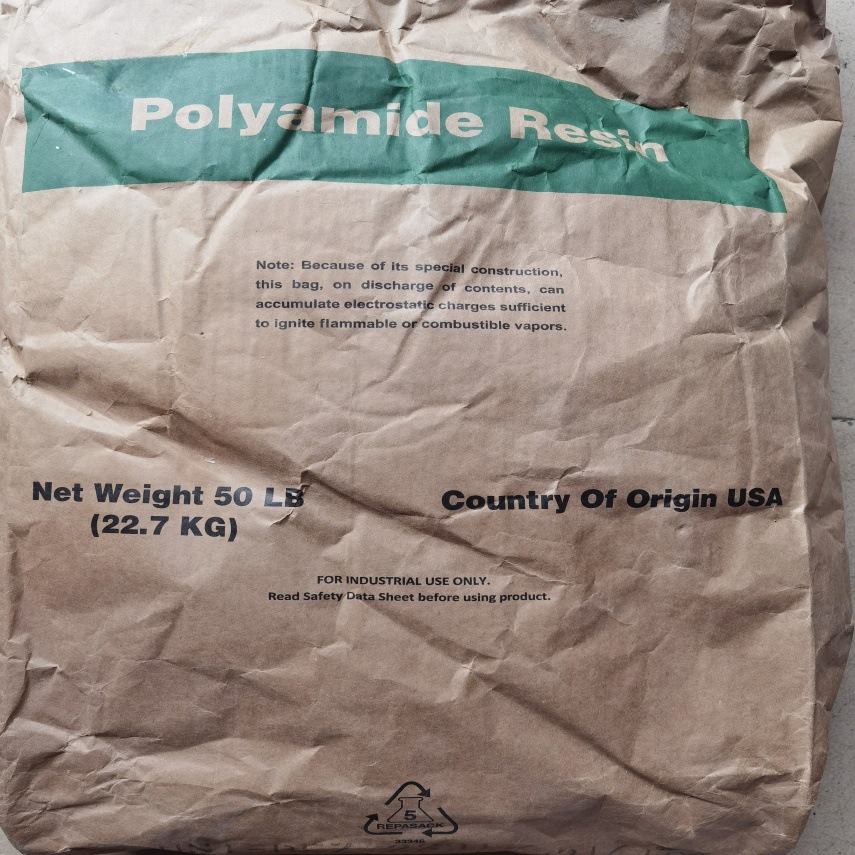 Polyamide Resin
Note: Because of its special construction,
this bag, on discharge of contents, can
accumulate electrostatic charges sufficient
to ignite flammable or combustible vapors.
Net Weight 50 LB
(22.7 KG)
Country Of Origin USA
FOR INDUSTRIAL USE ONLY.
Read Safety Data Sheet before using product.
5
REPASACK